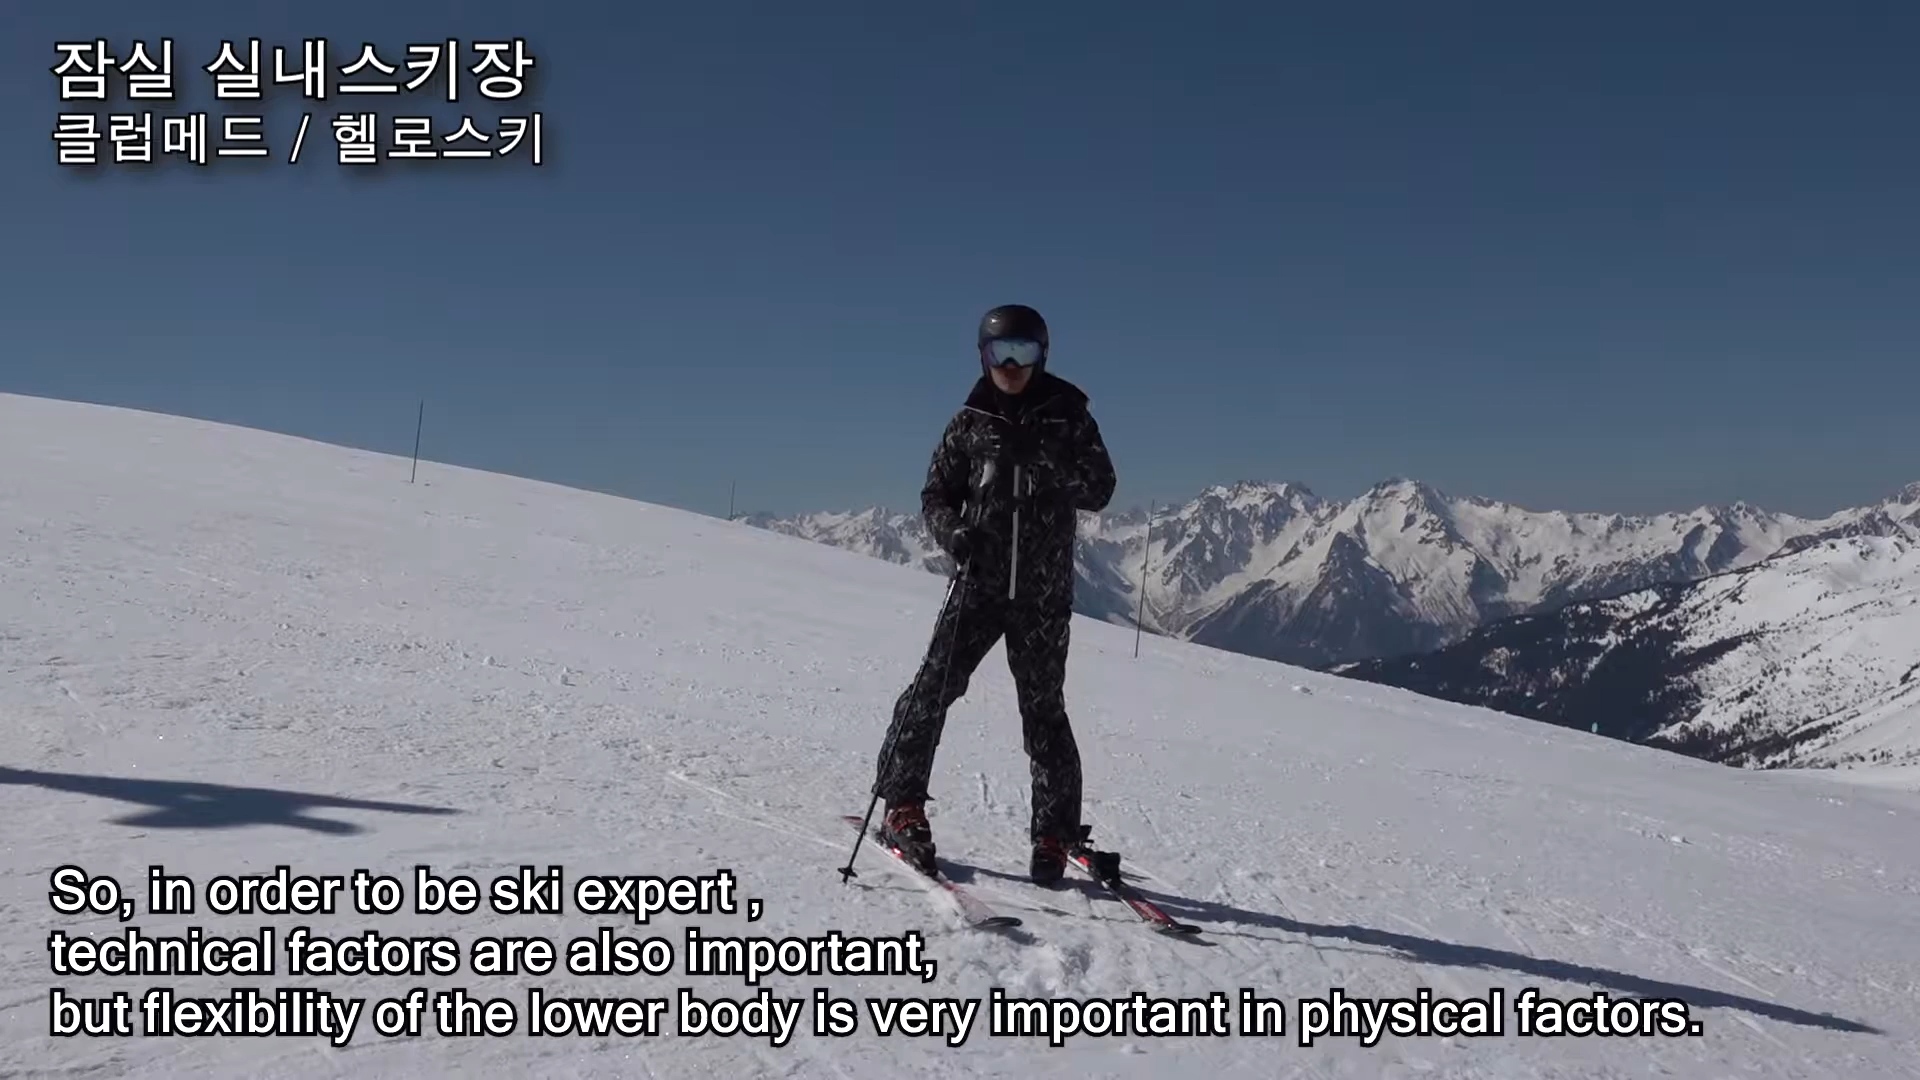 잠실 실내스키장
클럽메드 / 헬로스키
So, in order to be ski expert ,
technical factors are also important,
but flexibility of the lower body is very important in physical factors.